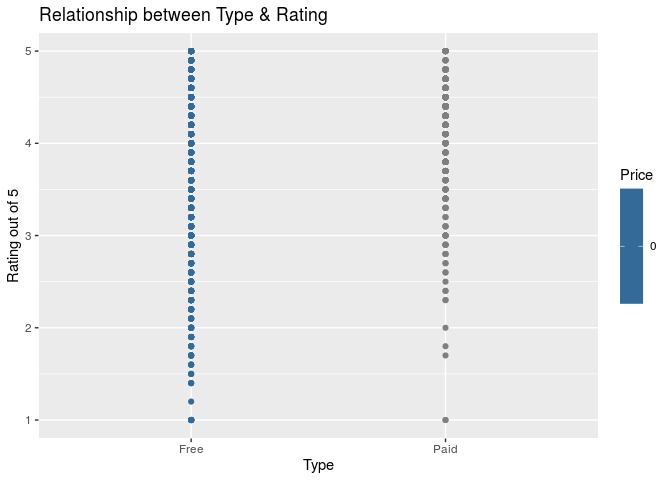 Relationship between Type & Rating
Rating out of 5
5
4
3
2
1
Free
Paid
Type
Price
0